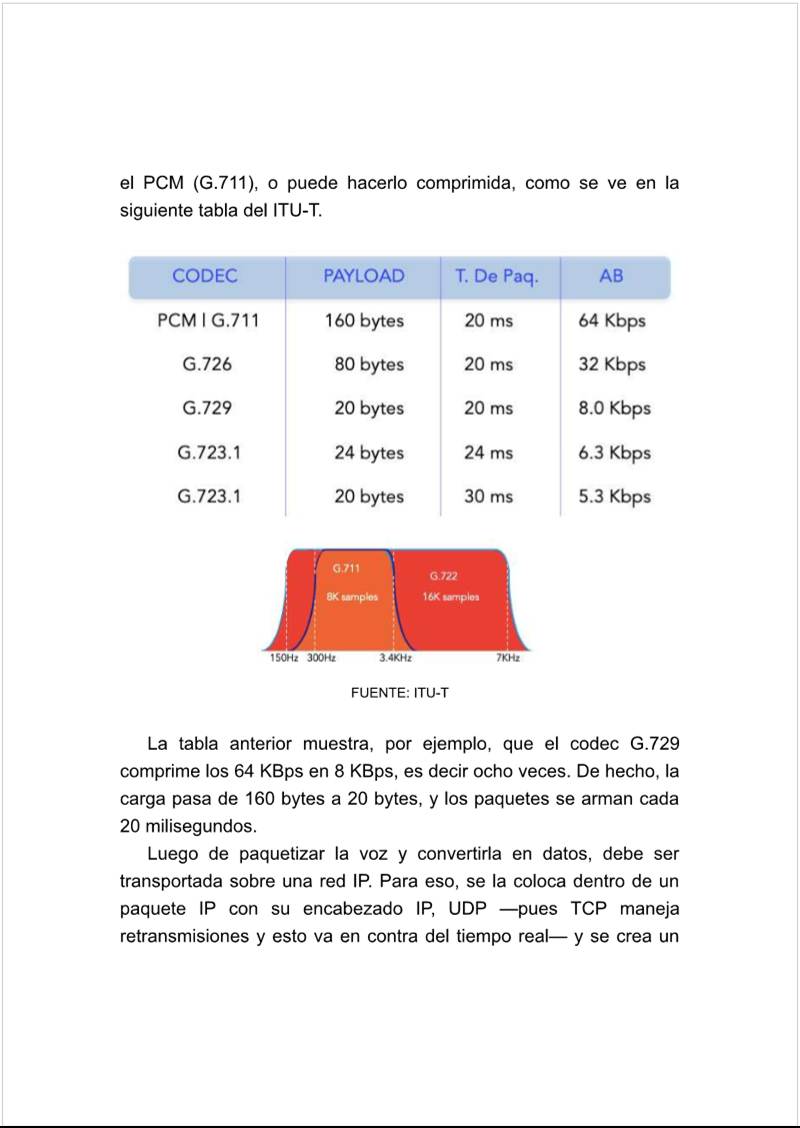 el PCM (G.711), o puede hacerlo comprimida, como se ve en la
siguiente tabla del ITU-T.
CODEC PAYLOAD T. De Paq. AB
PCM | G.711 160 bytes 20 ms 64 Kbps
G.726 80 bytes 20 ms 32 Kbps
G.729 20 bytes 20 ms 8.0 Kbps
G.723.1 24 bytes 24 ms 6.3 Kbps
G.723.1 20 bytes 30 ms 5.3 Kbps
G.711 G.722
8K samples 16K samples
150Hz 300Hz 3.4KHz 7KHz
FUENTE: ITU-T
La tabla anterior muestra, por ejemplo, que el codec G.729
comprime los 64 KBps en 8 KBps, es decir ocho veces. De hecho, la
carga pasa de 160 bytes a 20 bytes, y los paquetes se arman cada
20 milisegundos.
Luego de paquetizar la voz y convertirla en datos, debe ser
transportada sobre una red IP. Para eso, se la coloca dentro de un
paquete IP con su encabezado IP, UDP —pues TCP maneja
retransmisiones y esto va en contra del tiempo real— y se crea un